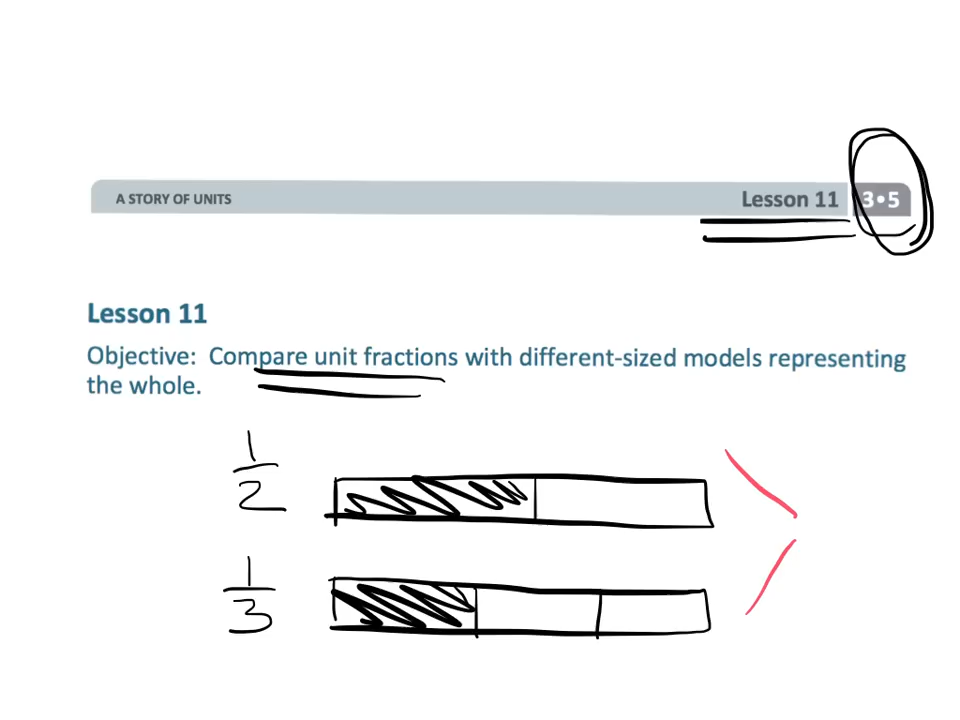 A STORY OF UNITS
Lesson 11
3•5
Lesson 11
Objective: Compare unit fractions with different-sized models representing
the whole.
1
2
1
3